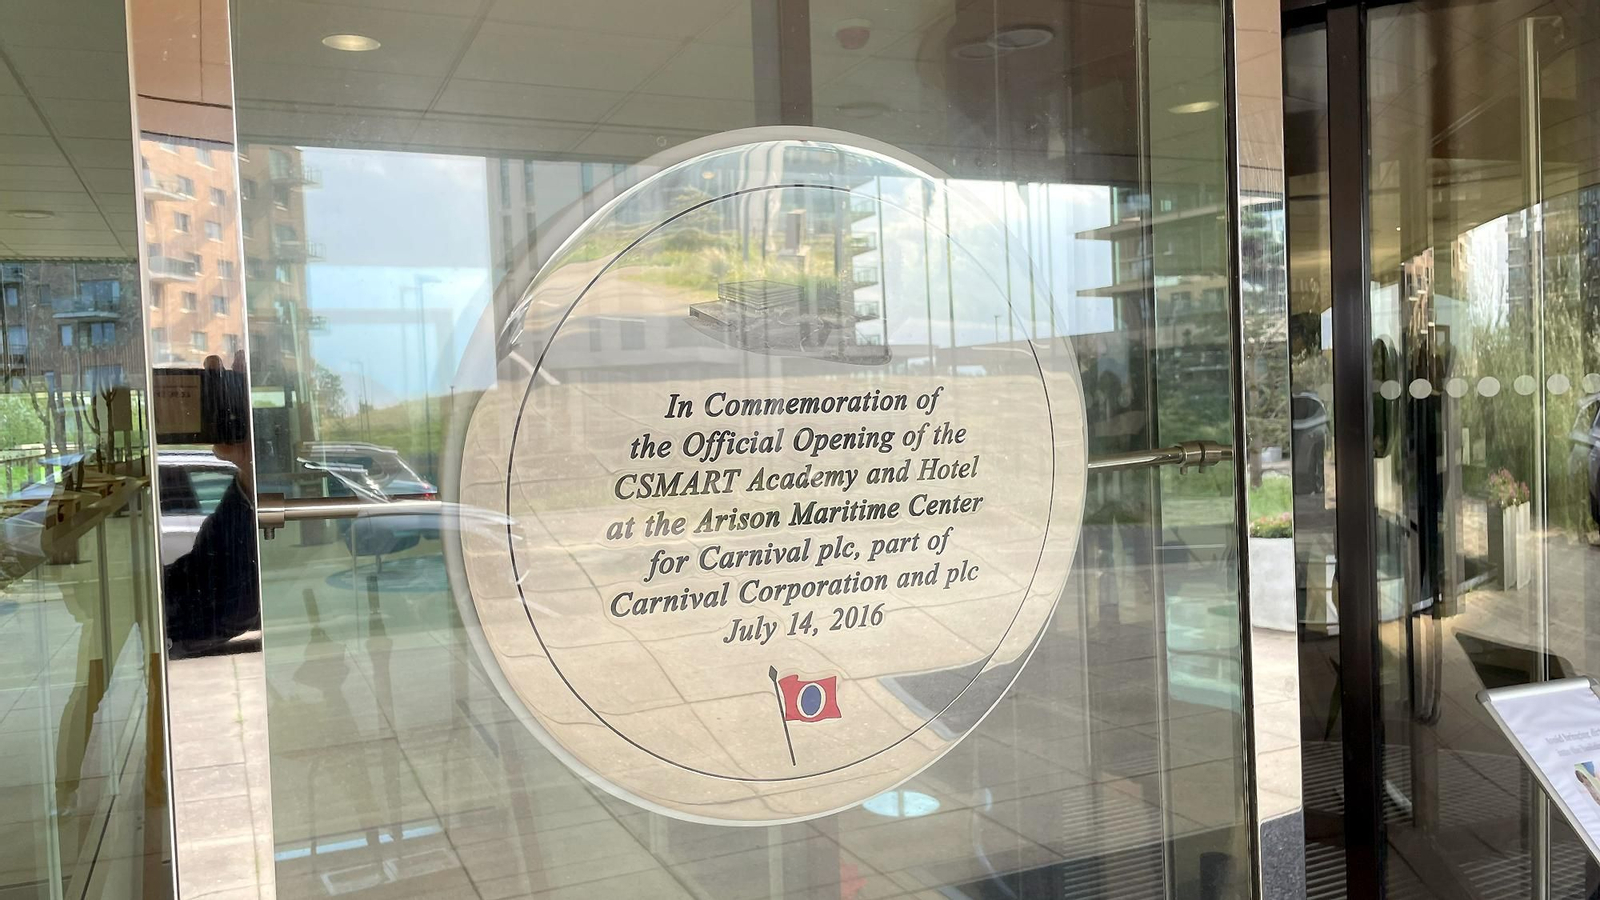 In Commemoration of
the Official Opening of the
CSMART Academy and Hotel
at the Arison Maritime Center
for Carnival plc, part of
Carnival Corporation and plc
July 14, 2016